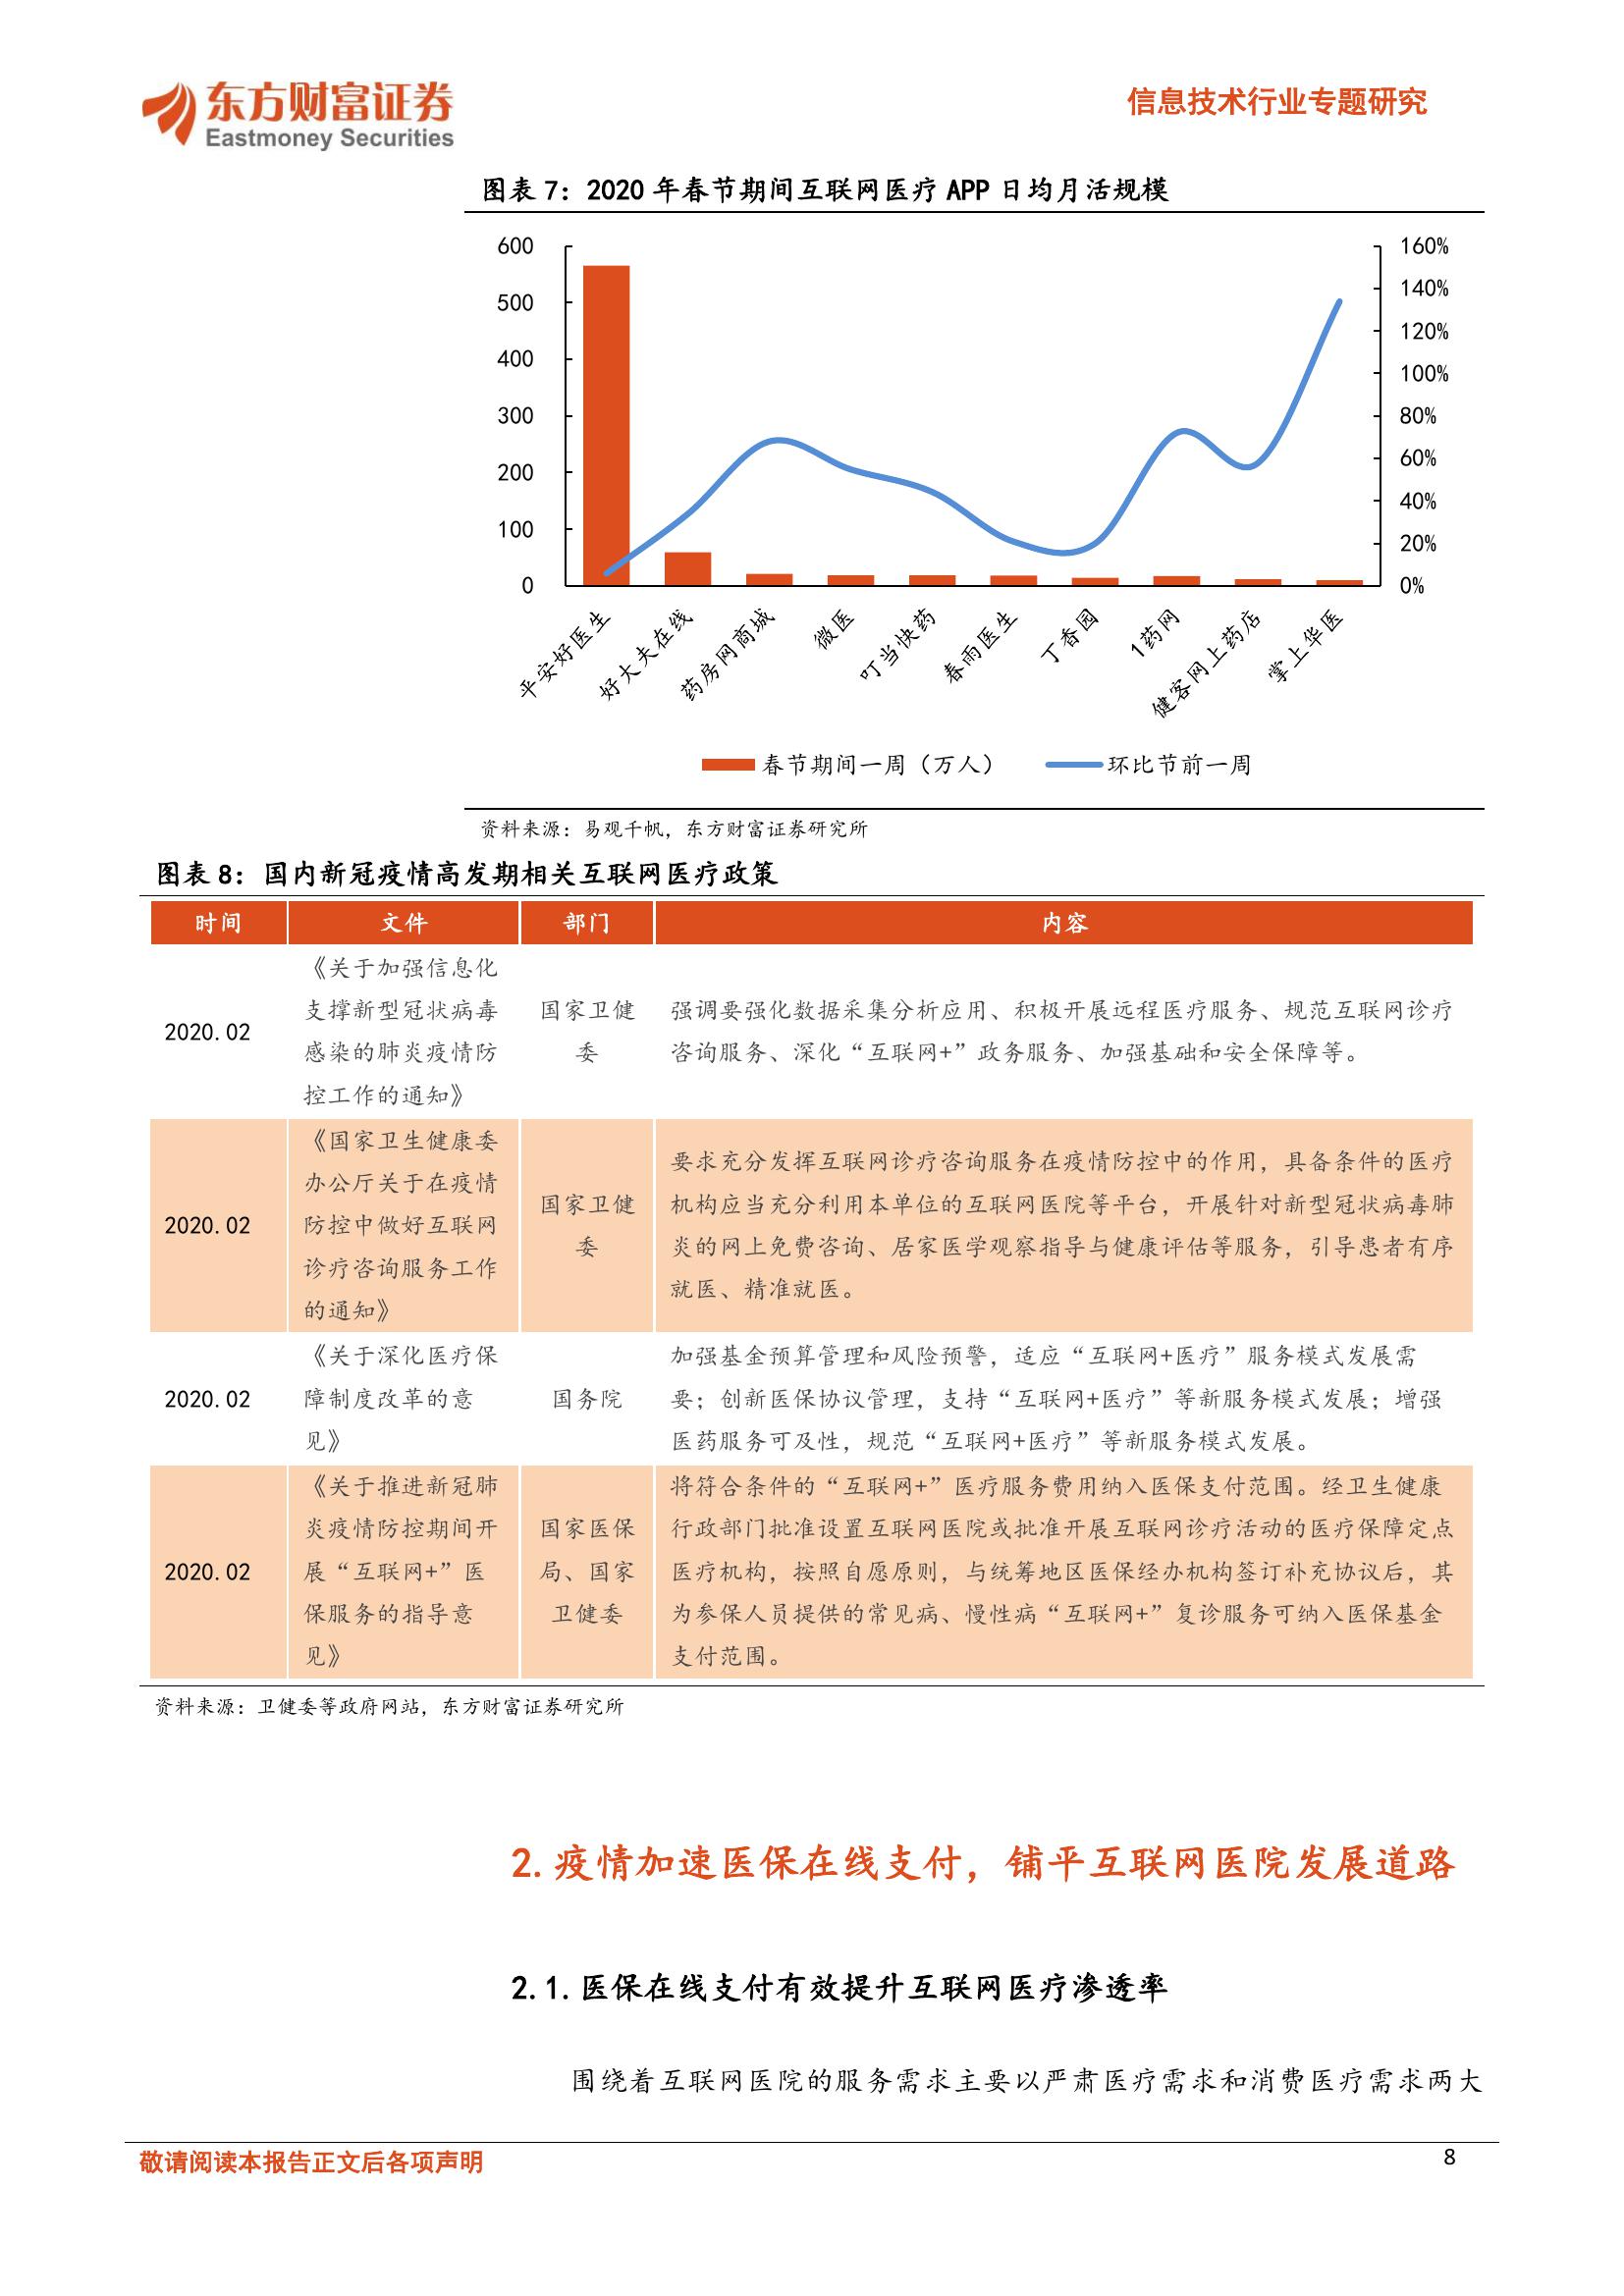 东方财富证券
Eastmoney Securities
信息技术行业专题研究
图表 7：2020 年春节期间互联网医疗 APP 日均月活规模
600
500
400
300
200
100
0
160%
140%
120%
100%
80%
60%
40%
20%
0%
平安好医生
好大夫在线
药房网商城
微医
叮当快药
春雨医生
丁香园
1药网
健客网上药店
掌上华医
春节期间一周（万人）
环比节前一周
资料来源：易观千帆，东方财富证券研究所
图表 8：国内新冠疫情高发期相关互联网医疗政策
时间 文件 部门 内容
2020.02
《关于加强信息化
支撑新型冠状病毒
感染的肺炎疫情防
控工作的通知》
国家卫健
委
强调要强化数据采集分析应用、积极开展远程医疗服务、规范互联网诊疗
咨询服务、深化“互联网+”政务服务、加强基础和安全保障等。
2020.02
《国家卫生健康委
办公厅关于在疫情
防控中做好互联网
诊疗咨询服务工作
的通知》
国家卫健
委
要求充分发挥互联网诊疗咨询服务在疫情防控中的作用，具备条件的医疗
机构应当充分利用本单位的互联网医院等平台，开展针对新型冠状病毒肺
炎的网上免费咨询、居家医学观察指导与健康评估等服务，引导患者有序
就医、精准就医。
2020.02
《关于深化医疗保
障制度改革的意
见》
国务院
加强基金预算管理和风险预警，适应“互联网+医疗”服务模式发展需
要；创新医保协议管理，支持“互联网+医疗”等新服务模式发展；增强
医药服务可及性，规范“互联网+医疗”等新服务模式发展。
2020.02
《关于推进新冠肺
炎疫情防控期间开
展“互联网+”医
保服务的指导意
见》
国家医保
局、国家
卫健委
将符合条件的“互联网+”医疗服务费用纳入医保支付范围。经卫生健康
行政部门批准设置互联网医院或批准开展互联网诊疗活动的医疗保障定点
医疗机构，按照自愿原则，与统筹地区医保经办机构签订补充协议后，其
为参保人员提供的常见病、慢性病“互联网+”复诊服务可纳入医保基金
支付范围。
资料来源：卫健委等政府网站，东方财富证券研究所
2.疫情加速医保在线支付，铺平互联网医院发展道路
2.1.医保在线支付有效提升互联网医疗渗透率
围绕着互联网医院的服务需求主要以严肃医疗需求和消费医疗需求两大
敬请阅读本报告正文后各项声明
8